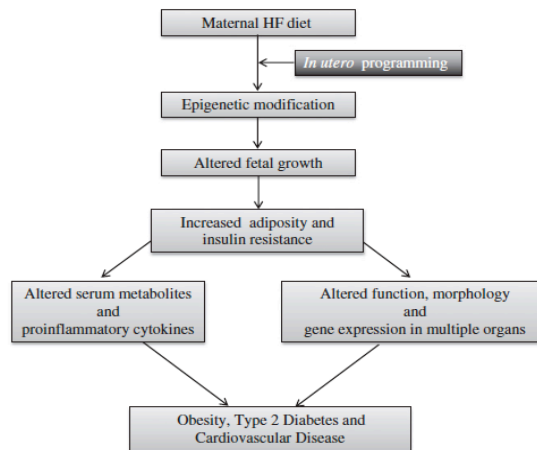 Maternal HF diet
In utero programming
Epigenetic modification
Altered fetal growth
Increased adiposity and
insulin resistance
Altered serum metabolites
and
proinflammatory cytokines
Altered function, morphology
and
gene expression in multiple organs
Obesity, Type 2 Diabetes and
Cardiovascular Disease